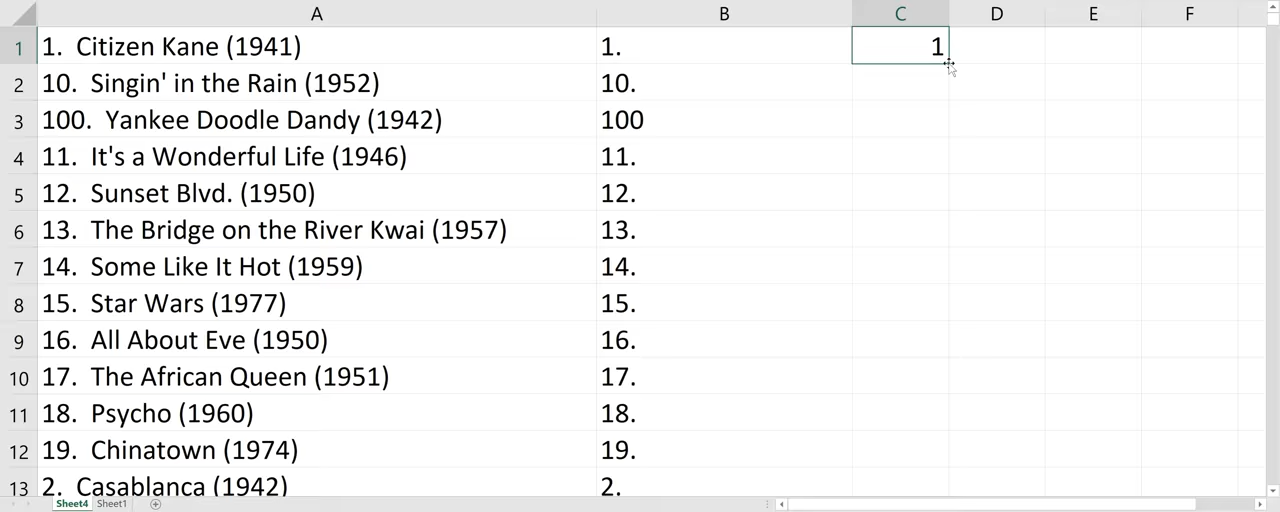 A B C D E F
1 1. Citizen Kane (1941) 1. 1
2 10. Singin' in the Rain (1952) 10.
3 100. Yankee Doodle Dandy (1942) 100
4 11. It's a Wonderful Life (1946) 11.
5 12. Sunset Blvd. (1950) 12.
6 13. The Bridge on the River Kwai (1957) 13.
7 14. Some Like It Hot (1959) 14.
8 15. Star Wars (1977) 15.
9 16. All About Eve (1950) 16.
10 17. The African Queen (1951) 17.
11 18. Psycho (1960) 18.
12 19. Chinatown (1974) 19.
13 2. Casablanca (1942) 2.
Sheet4 Sheet1